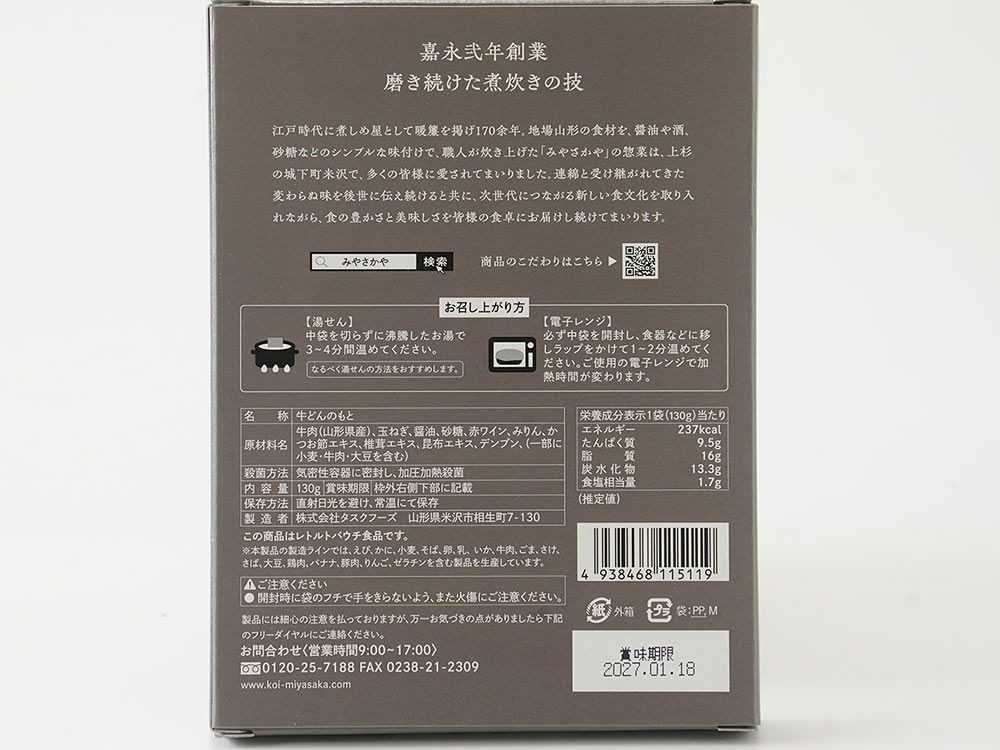 嘉永弐年創業
磨き続けた煮炊きの技
江戸時代に煮しめ屋として暖簾を掲げ170余年。地場山形の食材を、醤油や酒、
砂糖などのシンプルな味付けで、職人が炊き上げた「みやさかや」の惣菜は、上杉
の城下町米沢で、多くの皆様に愛されてまいりました。連綿と受け継がれてきた
変わらぬ味を後世に伝え続けると共に、次世代につながる新しい食文化を取り入
れながら、食の豊かさと美味しさを皆様の食卓にお届けし続けてまいります。
みやさかや 検索 商品のこだわりはこちら ▶
お召し上がり方
【湯せん】
中袋を切らずに沸騰したお湯で
3~4分間温めてください。
なるべく湯せんの方法をおすすめします。
【電子レンジ】
必ず中袋を開封し、食器などに移
しラップをかけて1~2分温めてく
ださい。ご使用の電子レンジで加
熱時間が変わります。
名称 牛どんのもと
原材料名 牛肉(山形県産)、玉ねぎ、醤油、砂糖、赤ワイン、みりん、か
つお節エキス、椎茸エキス、昆布エキス、デンプン、(一部に
小麦・牛肉・大豆を含む)
殺菌方法 気密性容器に密封し、加圧加熱殺菌
内容量 130g 賞味期限 枠外右側下部に記載
保存方法 直射日光を避け、常温にて保存
製造者 株式会社タスクフーズ 山形県米沢市相生町7-130
この商品はレトルトパウチ食品です。
※本製品の製造ラインでは、えび、かに、小麦、そば、卵、乳、いか、牛肉、ごま、さけ、
さば、大豆、鶏肉、バナナ、豚肉、りんご、ゼラチンを含む製品を生産しています。
⚠ご注意ください
●開封時に袋のフチで手をきらないよう、また火傷にご注意ください。
製品には細心の注意を払っておりますが、万一お気づきの点がありましたら下記
のフリーダイヤルにご連絡ください。
お問合わせ〈営業時間9:00~17:00〉
0120-25-7188 FAX 0238-21-2309
www.koi-miyasaka.com
栄養成分表示1袋(130g)当たり
エネルギー 237kcal
たんぱく質 9.5g
脂質 16g
炭水化物 13.3g
食塩相当量 1.7g
(推定値)
4 938468 115119
紙 外箱 プラ 袋:PP, M
賞味期限
2027.01.18